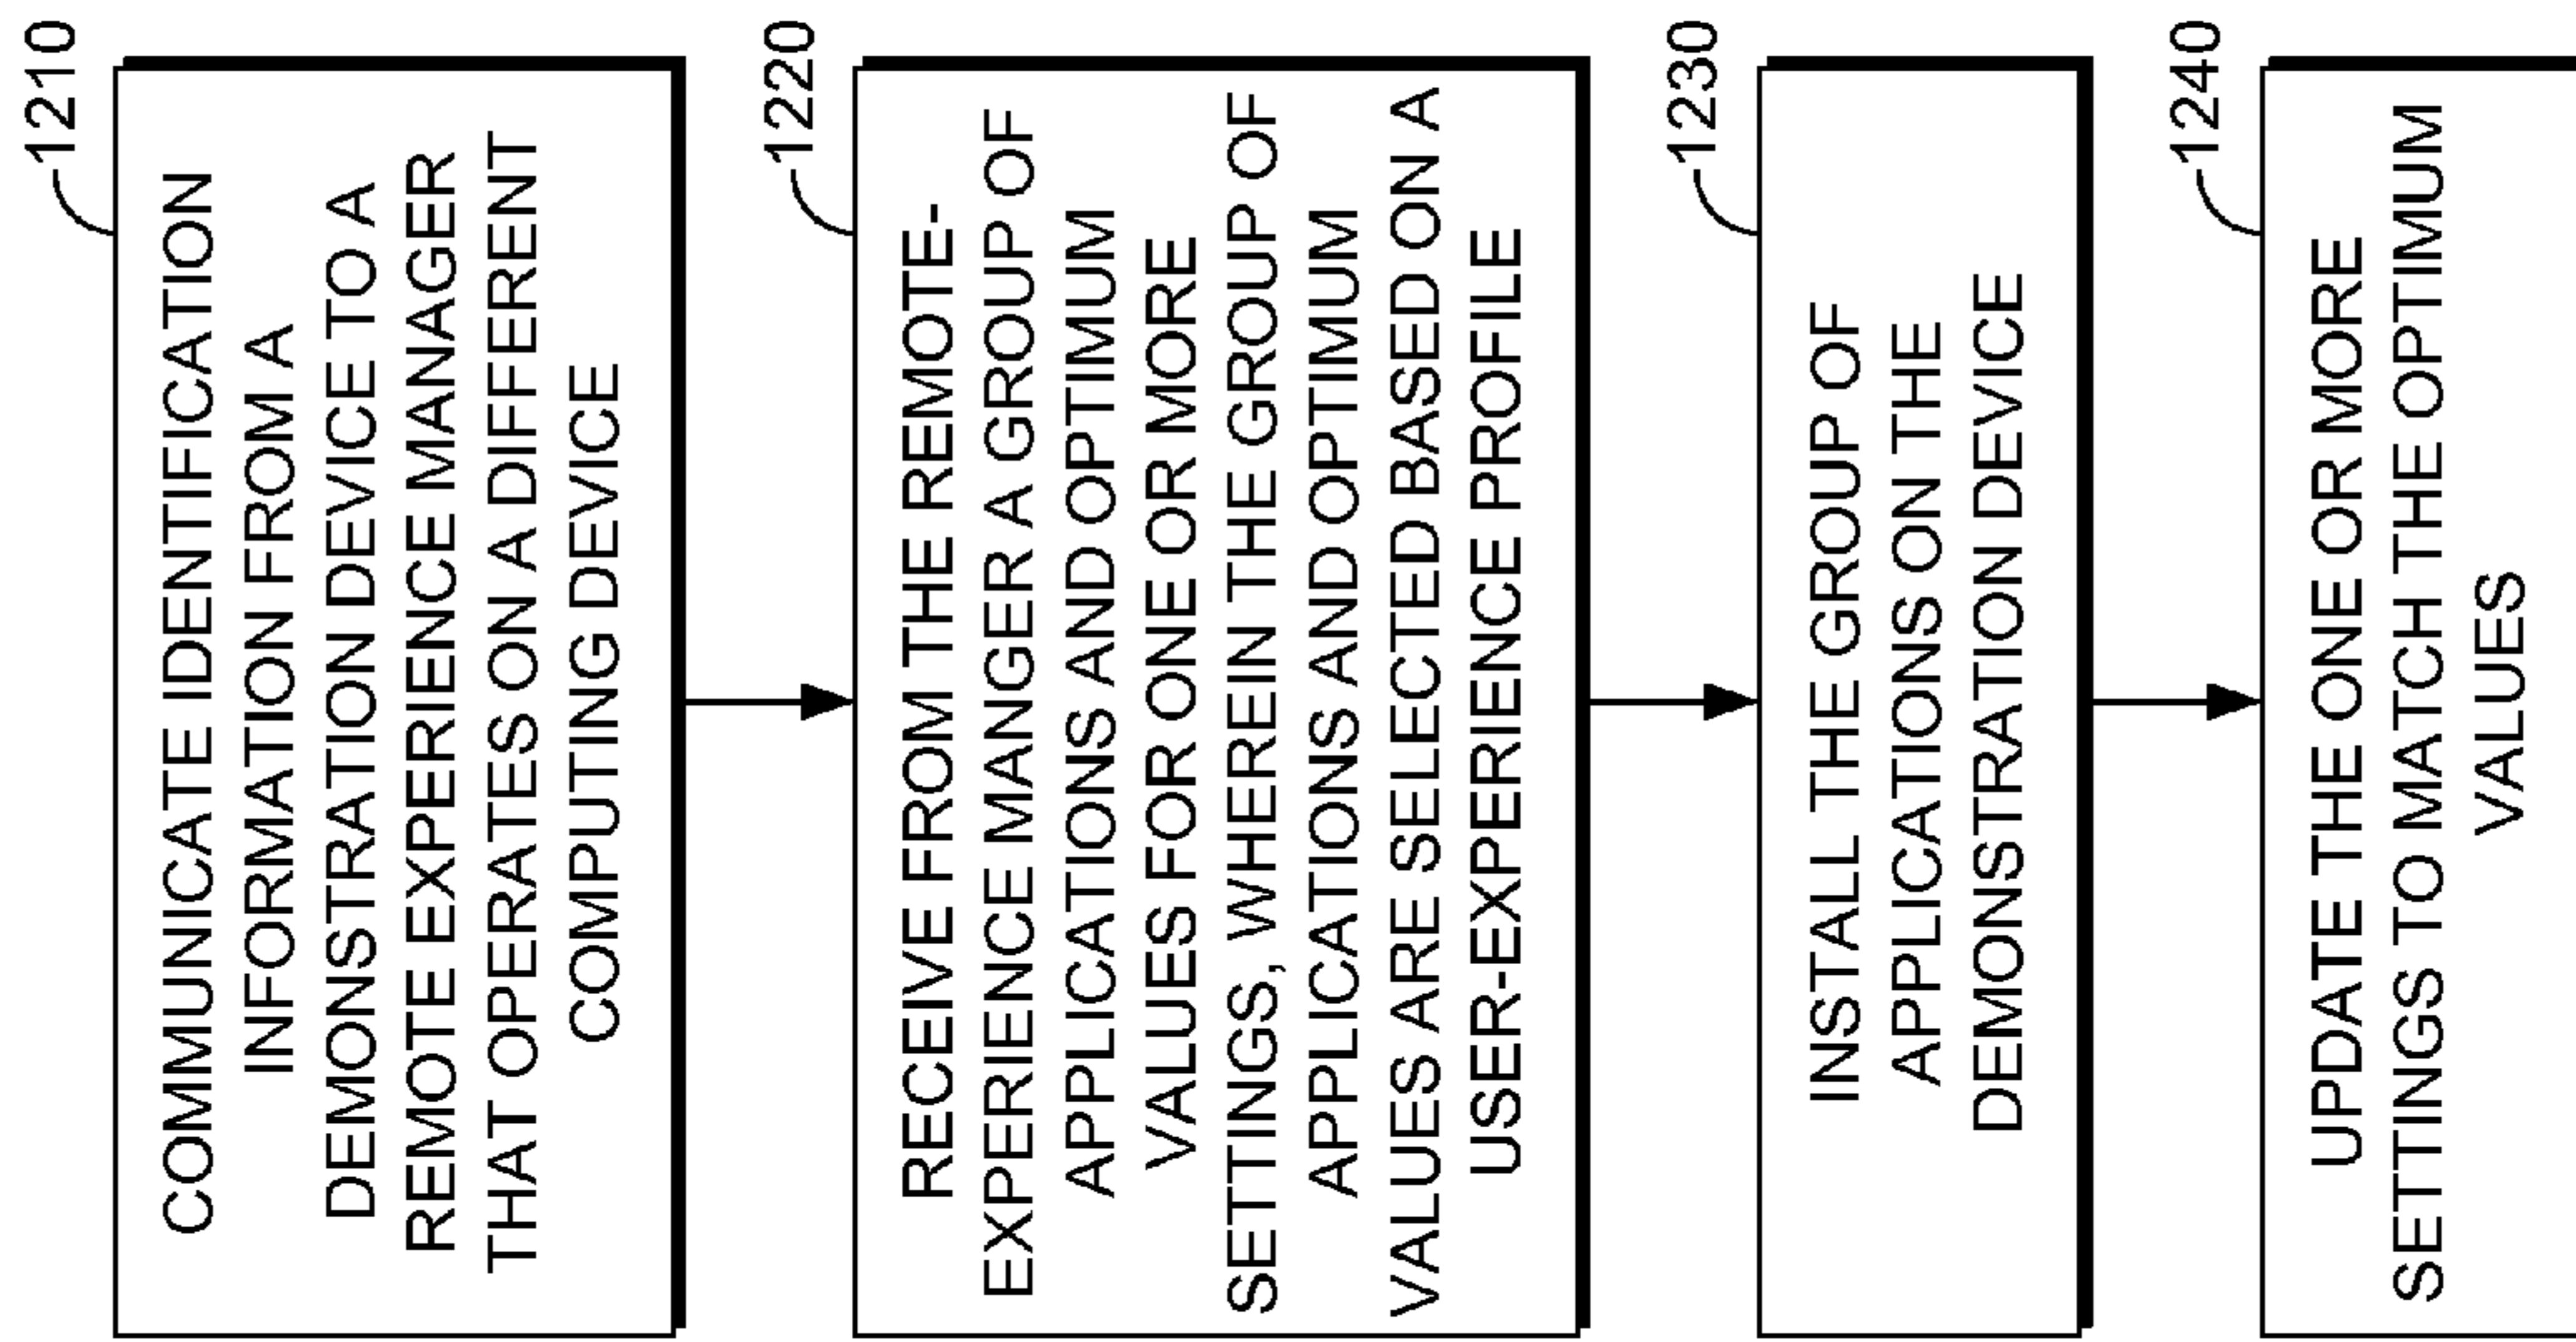 1210
COMMUNICATE IDENTIFICATION
INFORMATION FROM A
DEMONSTRATION DEVICE TO A
REMOTE EXPERIENCE MANAGER
THAT OPERATES ON A DIFFERENT
COMPUTING DEVICE
1220
RECEIVE FROM THE REMOTE-
EXPERIENCE MANGER A GROUP OF
APPLICATIONS AND OPTIMUM
VALUES FOR ONE OR MORE
SETTINGS, WHEREIN THE GROUP OF
APPLICATIONS AND OPTIMUM
VALUES ARE SELECTED BASED ON A
USER-EXPERIENCE PROFILE
1230
INSTALL THE GROUP OF
APPLICATIONS ON THE
DEMONSTRATION DEVICE
1240
UPDATE THE ONE OR MORE
SETTINGS TO MATCH THE OPTIMUM
VALUES